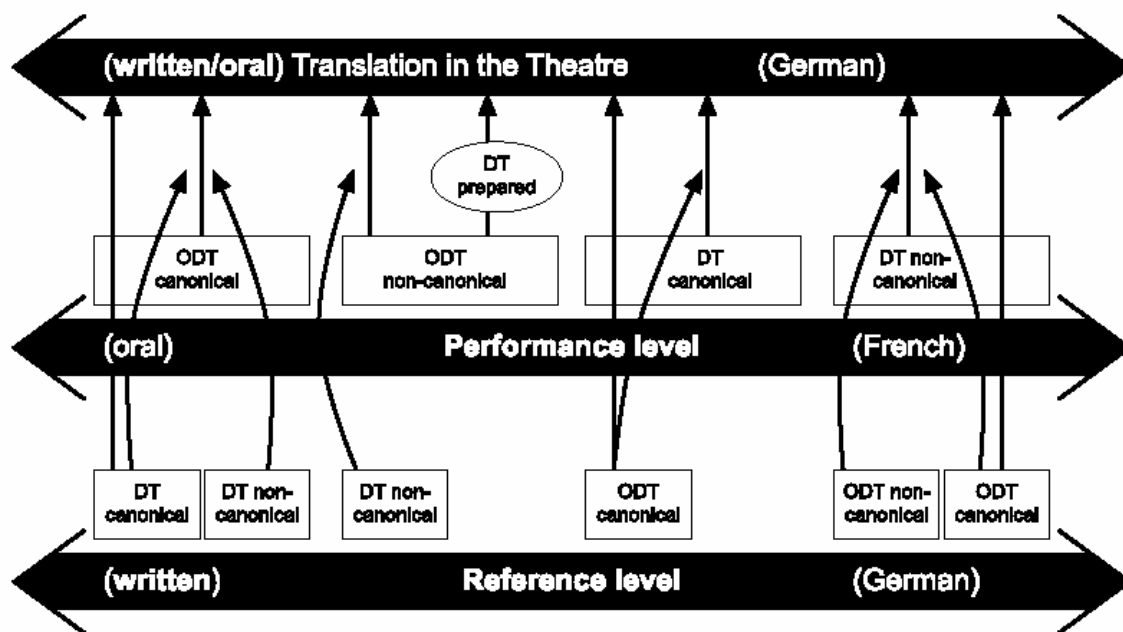 (written/oral) Translation in the Theatre (German)
DT
prepared
ODT
canonical
ODT
non-canonical
DT
canonical
DT non-
canonical
(oral) Performance level (French)
DT
canonical
DT non-
canonical
DT non-
canonical
ODT
canonical
ODT non-
canonical
ODT
canonical
(written) Reference level (German)